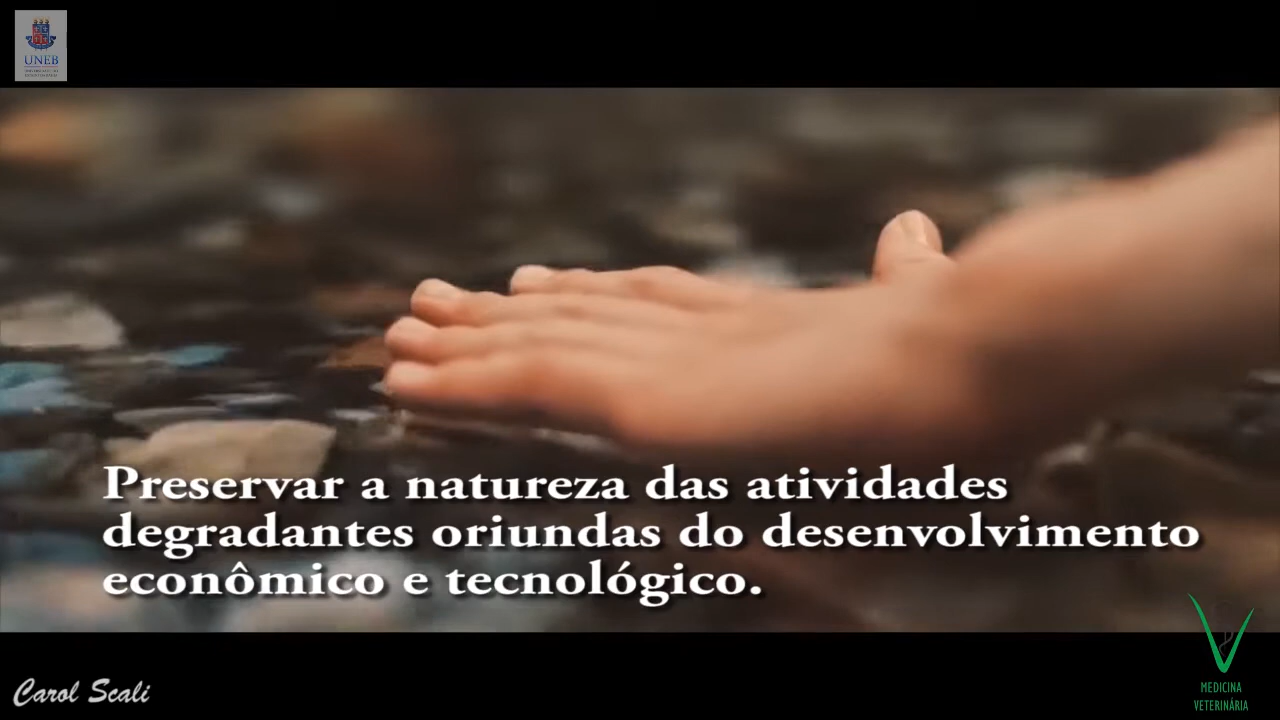 UNEB
Preservar a natureza das atividades
degradantes oriundas do desenvolvimento
econômico e tecnológico.
Carol Scali
MEDICINA
VETERINÁRIA